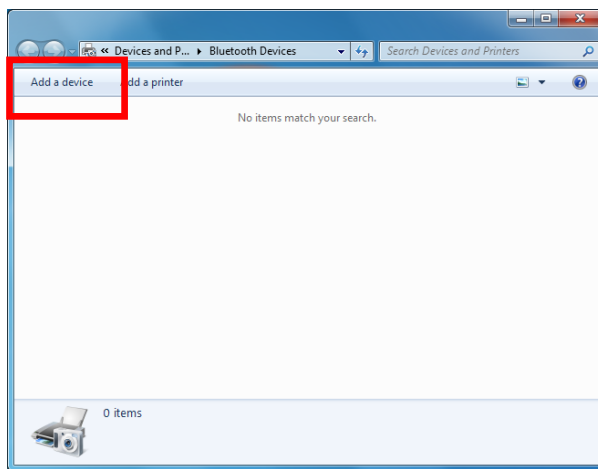 « Devices and P... ▸ Bluetooth Devices Search Devices and Printers
Add a device Add a printer
No items match your search.
0 items